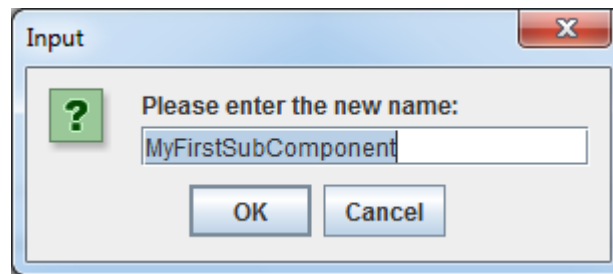 Input
Please enter the new name:
MyFirstSubComponent
OK Cancel